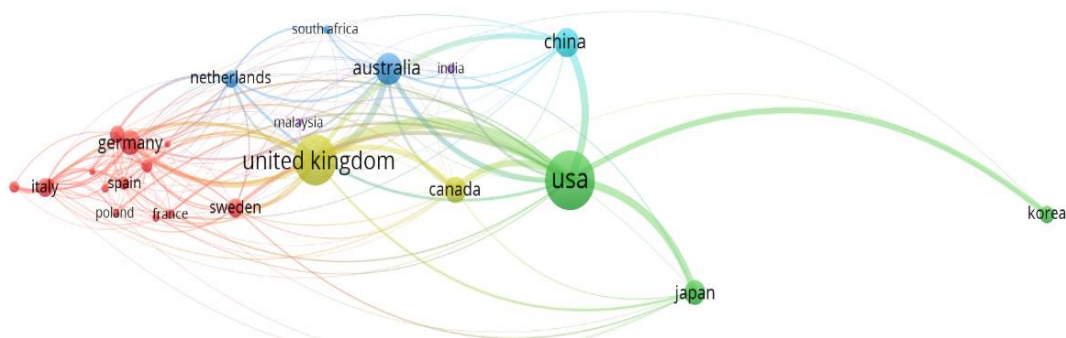 south africa
china
australia
india
netherlands
malaysia
germany
united kingdom
usa
italy
spain
canada
poland
france
sweden
korea
japan